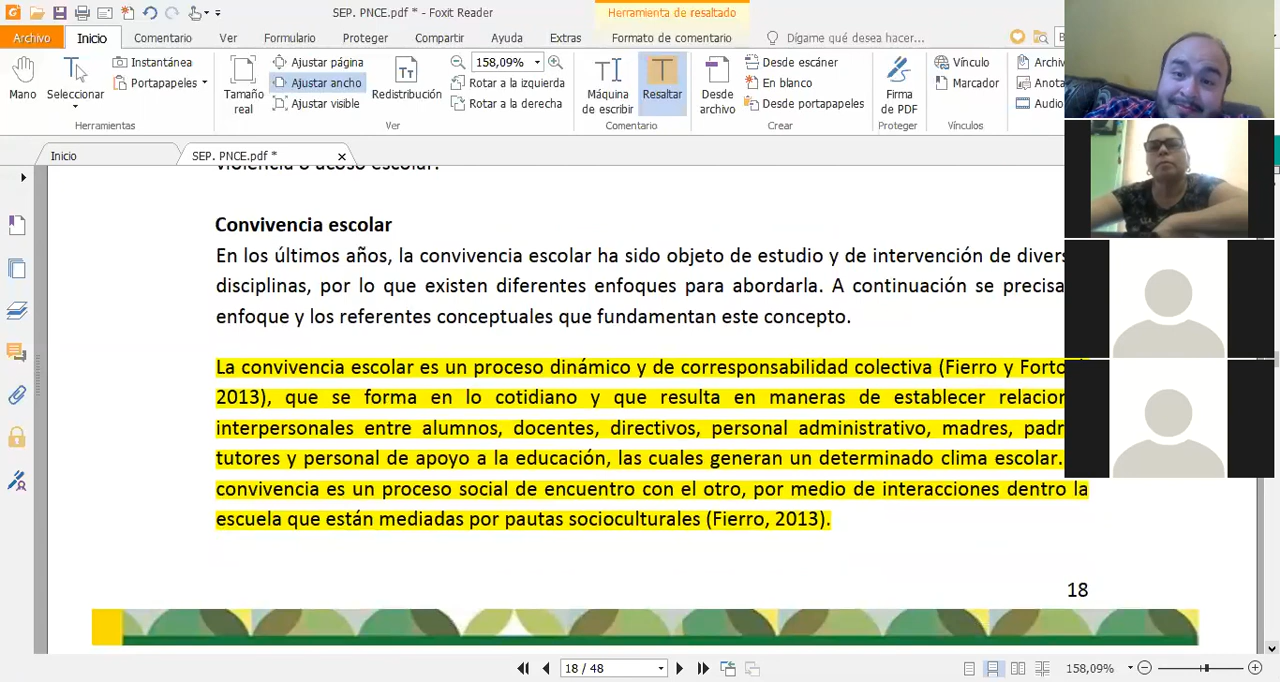 SEP. PNCE.pdf * - Foxit Reader
Herramienta de resaltado
Archivo
Inicio
Comentario
Ver
Formulario
Proteger
Compartir
Ayuda
Extras
Formato de comentario
Dígame qué desea hacer...
Mano
Seleccionar
Instantánea
Portapapeles
Herramientas
Tamaño real
Ajustar página
Ajustar ancho
Ajustar visible
Redistribución
158,09%
Rotar a la izquierda
Rotar a la derecha
Ver
Máquina de escribir
Resaltar
Comentario
Desde archivo
Desde escáner
En blanco
Desde portapapeles
Crear
Firma de PDF
Proteger
Vínculo
Marcador
Vínculos
Archiv
Anota
Audio
Inicio
SEP. PNCE.pdf *
violencia o acoso escolar.
Convivencia escolar
En los últimos años, la convivencia escolar ha sido objeto de estudio y de intervención de divers
disciplinas, por lo que existen diferentes enfoques para abordarla. A continuación se precisa
enfoque y los referentes conceptuales que fundamentan este concepto.
La convivencia escolar es un proceso dinámico y de corresponsabilidad colectiva (Fierro y Forto
2013), que se forma en lo cotidiano y que resulta en maneras de establecer relacion
interpersonales entre alumnos, docentes, directivos, personal administrativo, madres, padr
tutores y personal de apoyo a la educación, las cuales generan un determinado clima escolar.
convivencia es un proceso social de encuentro con el otro, por medio de interacciones dentro la
escuela que están mediadas por pautas socioculturales (Fierro, 2013).
18
18 / 48
158,09%